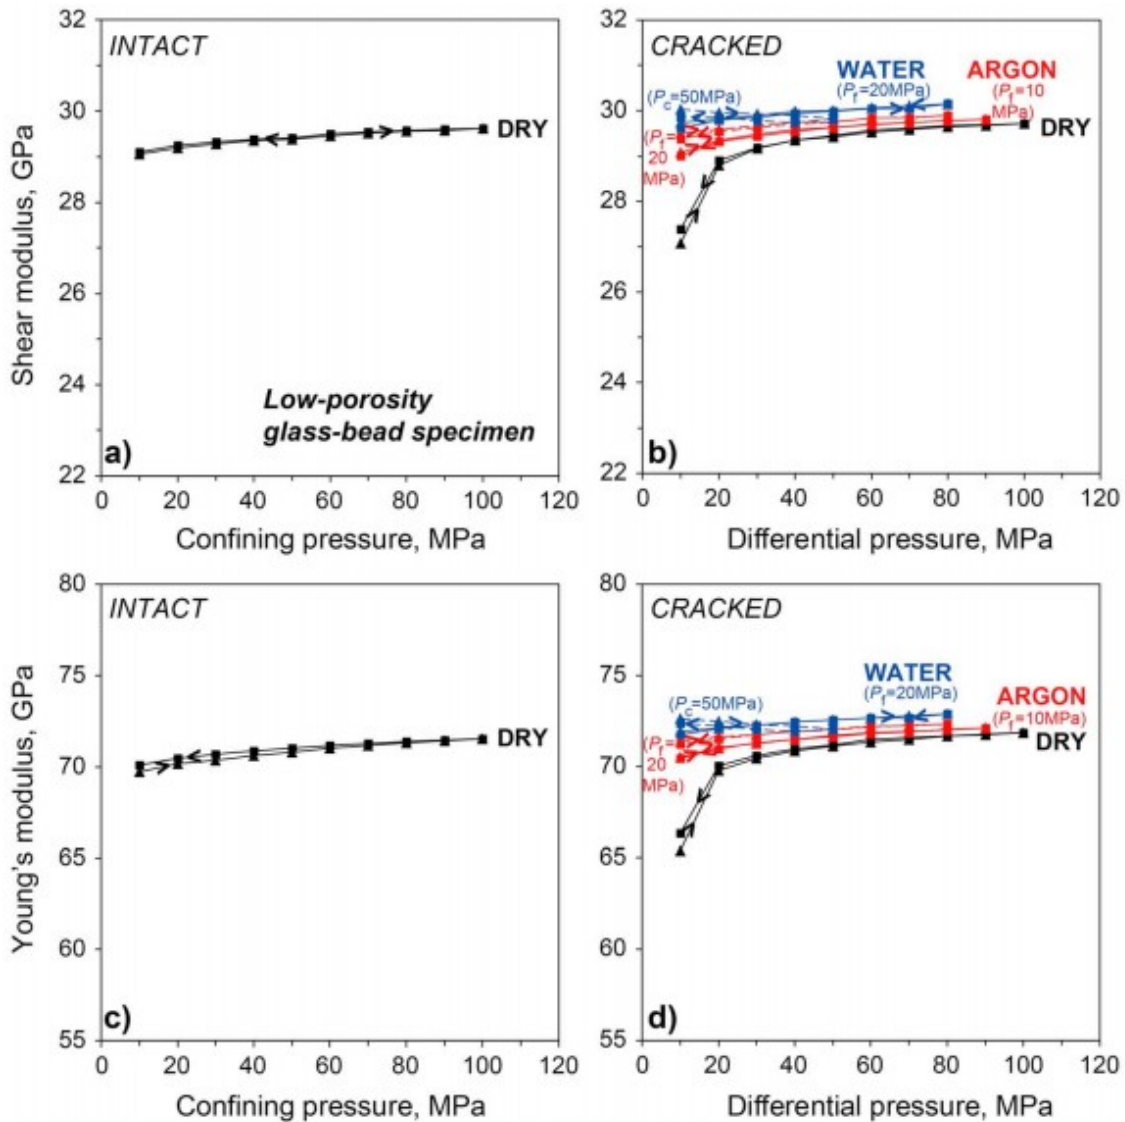 32
INTACT
30
DRY
28
26
24
Low-porosity
glass-bead specimen
a)
22
0 20 40 60 80 100 120
Shear modulus, GPa
Confining pressure, MPa
32
CRACKED
WATER
(Pf=20MPa)
ARGON
(Pf=10
MPa)
(Pc=50MPa)
30
DRY
(Pf=
20
MPa)
28
26
24
b)
22
0 20 40 60 80 100 120
Differential pressure, MPa
80
INTACT
75
DRY
70
65
60
c)
55
0 20 40 60 80 100 120
Young's modulus, GPa
Confining pressure, MPa
80
CRACKED
75
WATER
(Pf=20MPa)
(Pc=50MPa)
ARGON
(Pf=10MPa)
DRY
(Pf=
20
MPa)
70
65
60
d)
55
0 20 40 60 80 100 120
Differential pressure, MPa